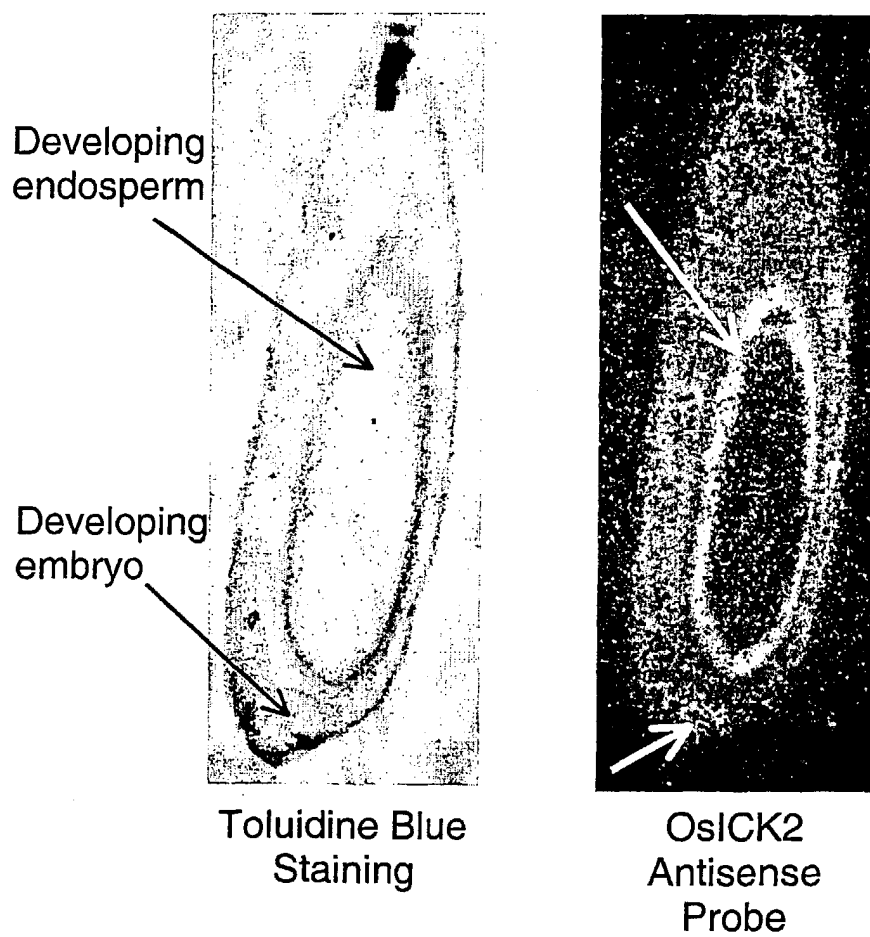 Developing
endosperm
Developing
embryo
Toluidine Blue
Staining
OsICK2
Antisense
Probe